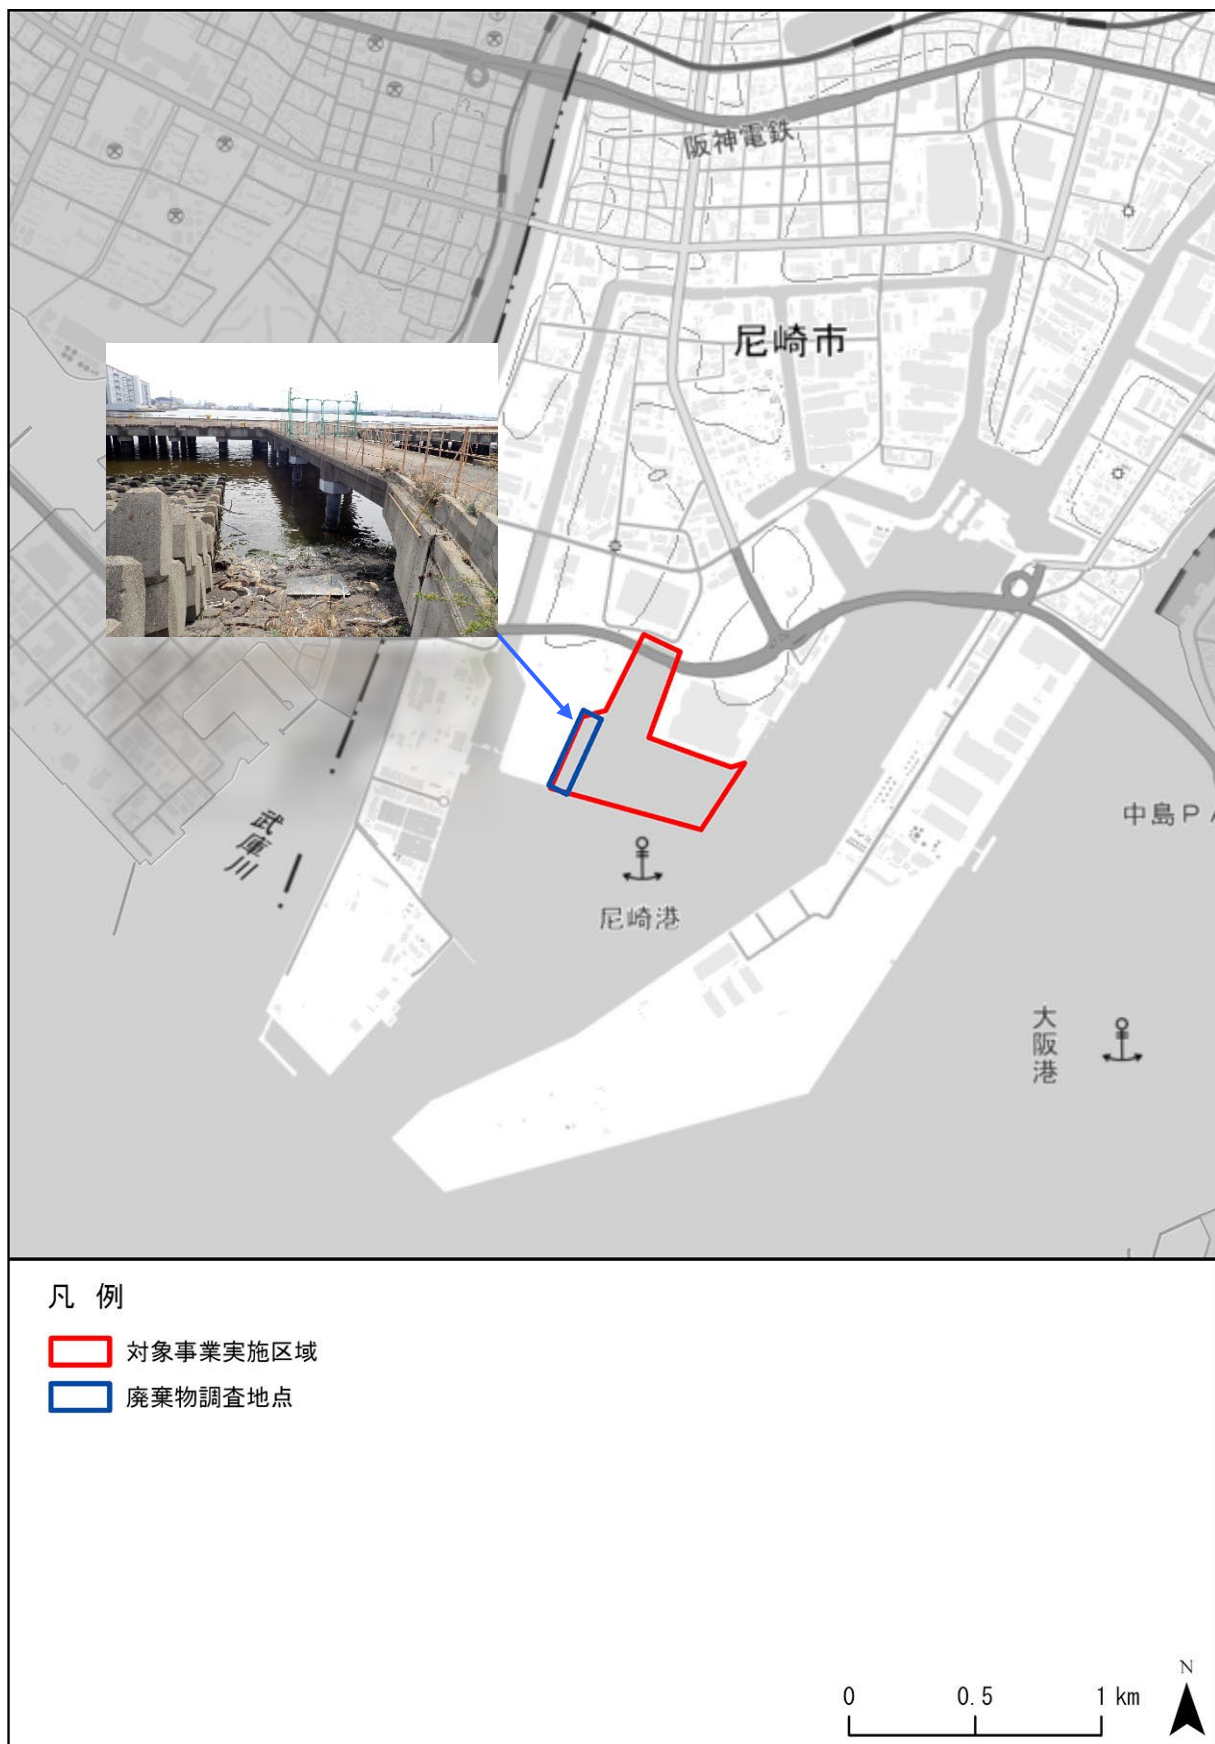 阪神電鉄
尼崎市
武庫川
中島PA
尼崎港
大阪港
凡 例
対象事業実施区域
廃棄物調査地点
N
0 0.5 1 km